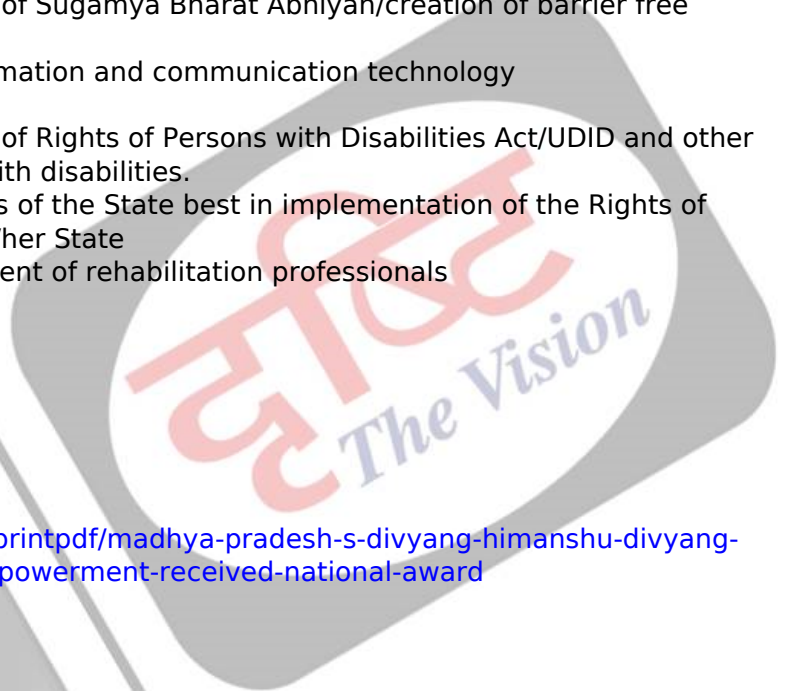 of Sugamya Bharat Abhiyan/creation of barrier free
mation and communication technology
of Rights of Persons with Disabilities Act/UDID and other
ith disabilities.
s of the State best in implementation of the Rights of
her State
ent of rehabilitation professionals
दृष्टि
The Vision
printpdf/madhya-pradesh-s-divyang-himanshu-divyang-
powerment-received-national-award